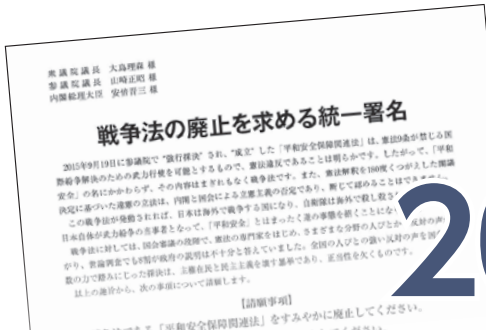 衆議院議長　大島理森　様
参議院議長　山崎正昭　様
内閣総理大臣　安倍晋三　様
戦争法の廃止を求める統一署名
2015年9月19日に参議院で“強行採決”され、“成立”した「平和安全保障関連法」は、憲法9条が禁じる国
際紛争解決のための武力行使を可能とするもので、憲法違反であることは明らかです。したがって、「平和
安全」の名にかかわらず、その内容はまぎれもなく戦争法です。また、憲法解釈を180度くつがえした閣議
決定に基づいた違憲の立法は、内閣と国会による立憲主義の否定であり、断じて認めることはできま
この戦争法が発動されれば、日本は海外で戦争する国になり、自衛隊は海外で殺し殺さ
日本自体が武力紛争の当事者となって、「平和安全」とはまったく逆の事態を招くことにな
戦争法に対しては、国会審議の段階で、憲法の専門家をはじめ、さまざまな分野の人びとか 反対の声
がり、世論調査でも8割が政府の説明は不十分と答えていました。全国の人びとの強い反対の声を国
数の力で踏みにじった採決は、主権在民と民主主義を壊す暴挙であり、正当性を欠くものです。
以上の趣旨から、次の事項について請願します。
【請願事項】
である「平和安全保障関連法」をすみやかに廃止してください。
ください。
20